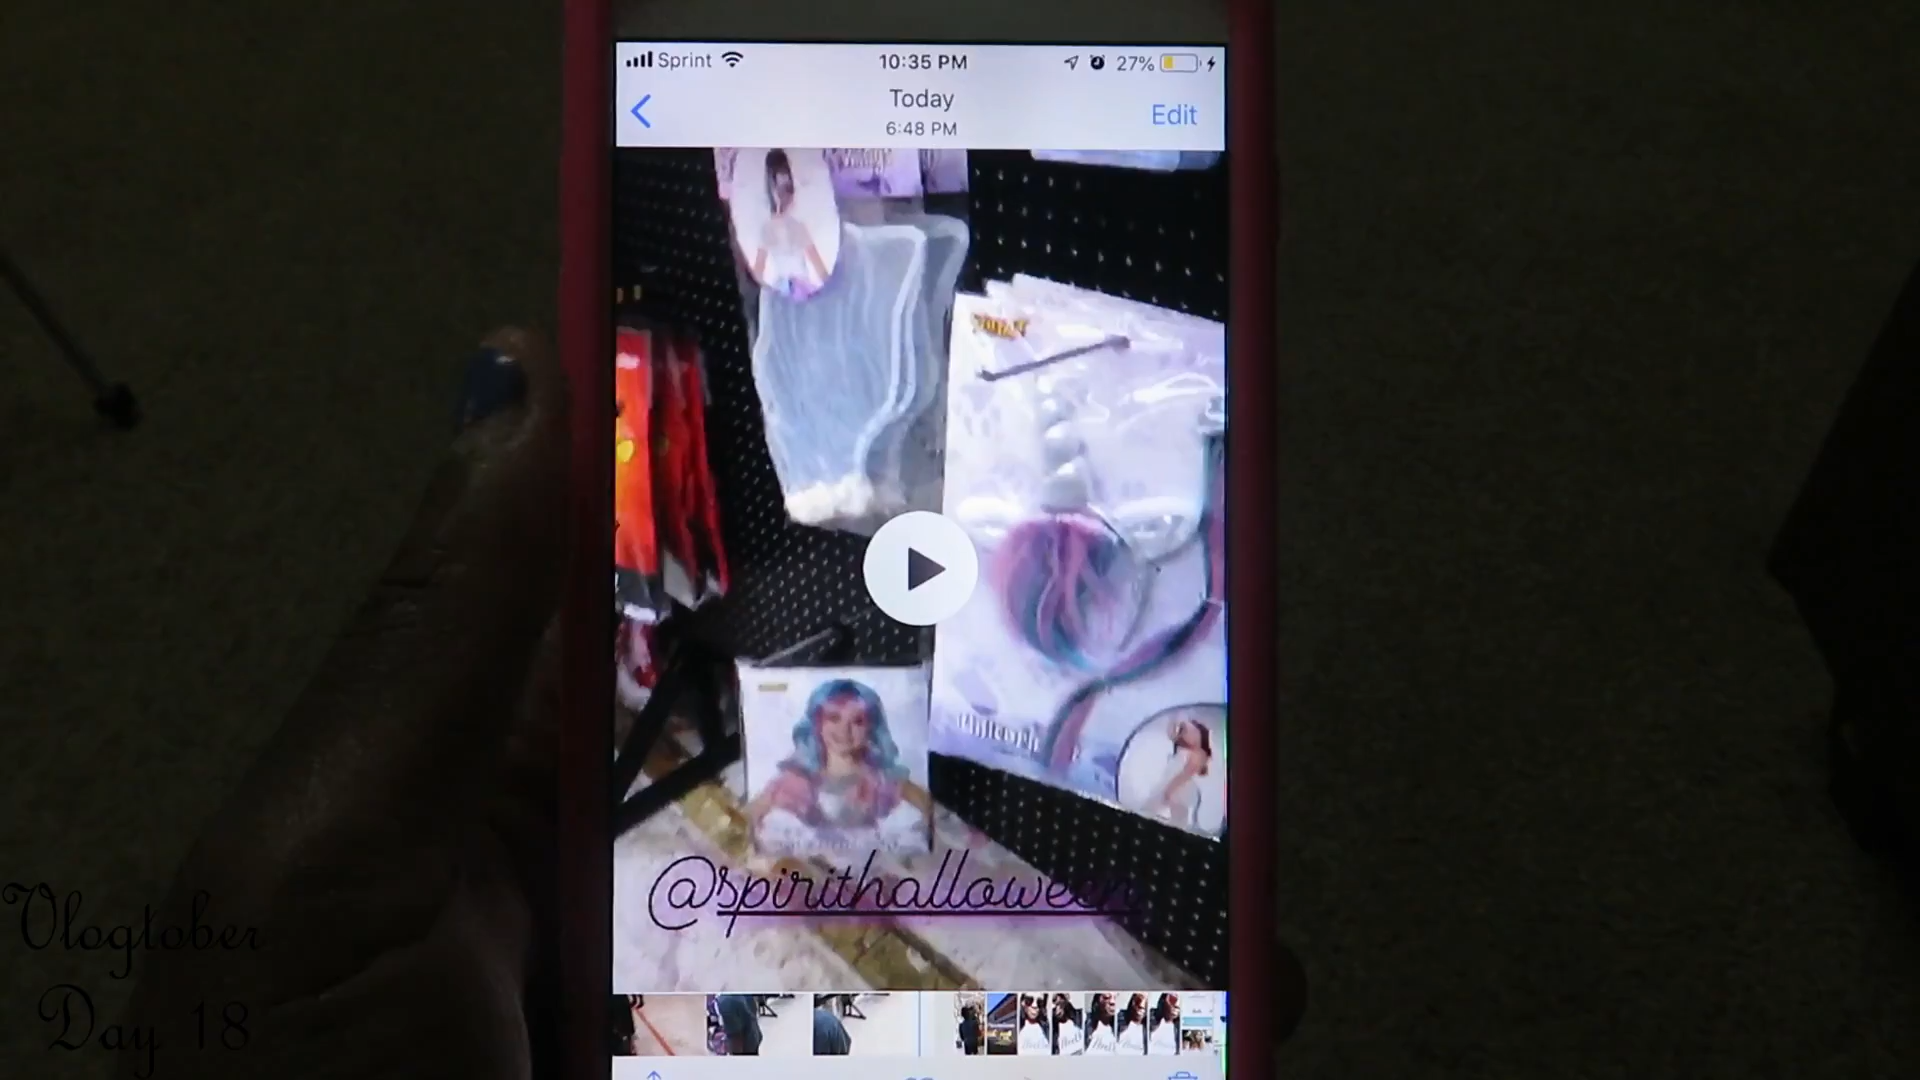 Sprint 10:35 PM 27%
Today
6:48 PM
Edit
Unicorn
@spirithalloween
Vlogtober
Day 18